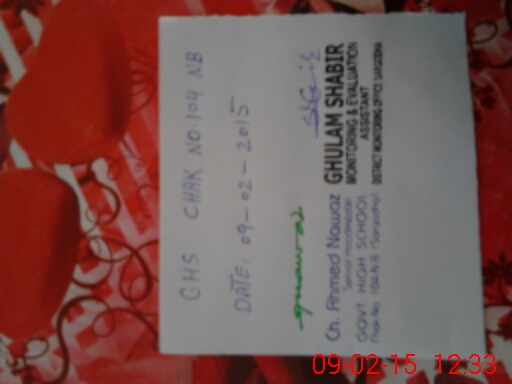 GHS CHAK NO 104 NB
DATE. 09-02-2015
Ch. Ahmed Nawaz
Senior Headmaster
GOVT HIGH SCHOOL
Chak No 104 N.B (Sargodha)
GHULAM SHABIR
MONITORING & EVALUATION
ASSISTANT
DISTRICT MONITORING OFFICE SARGODHA
09-02-15 12:33